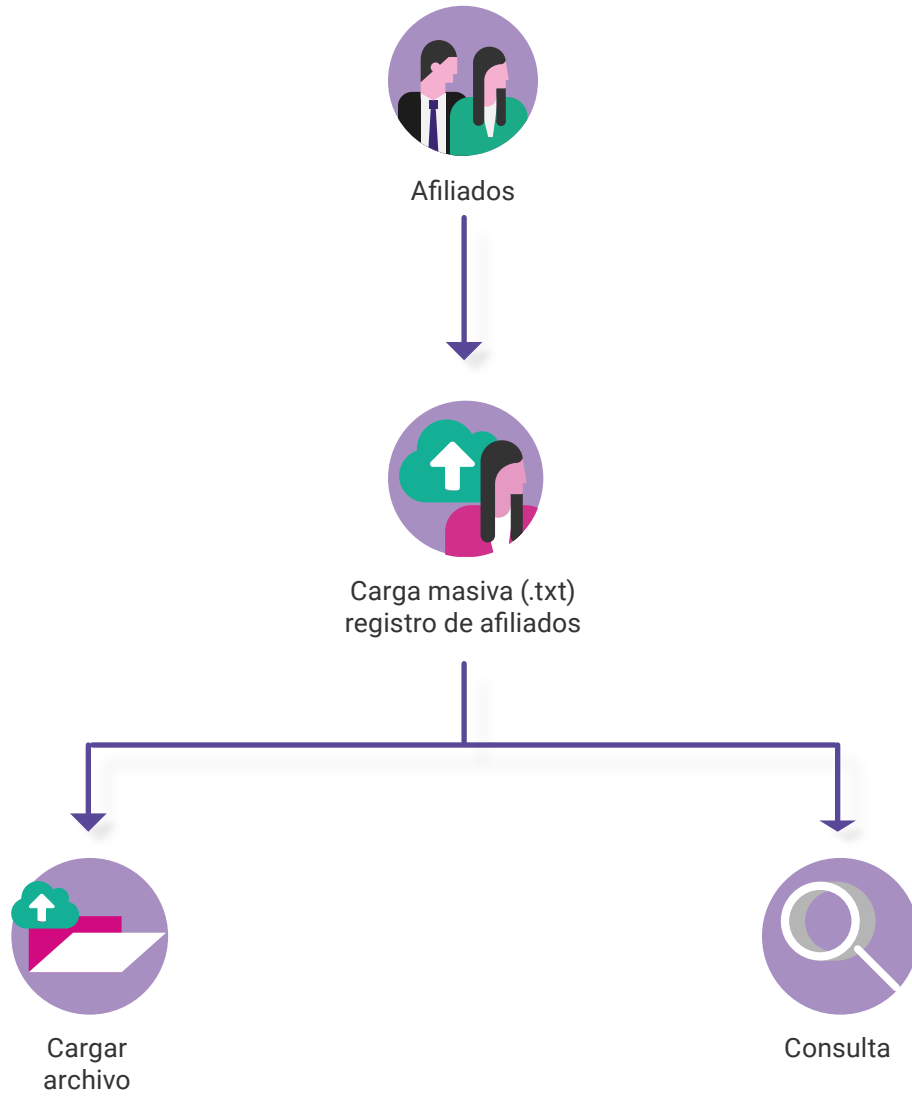 Afiliados
Carga masiva (.txt)
registro de afiliados
Cargar
archivo
Consulta